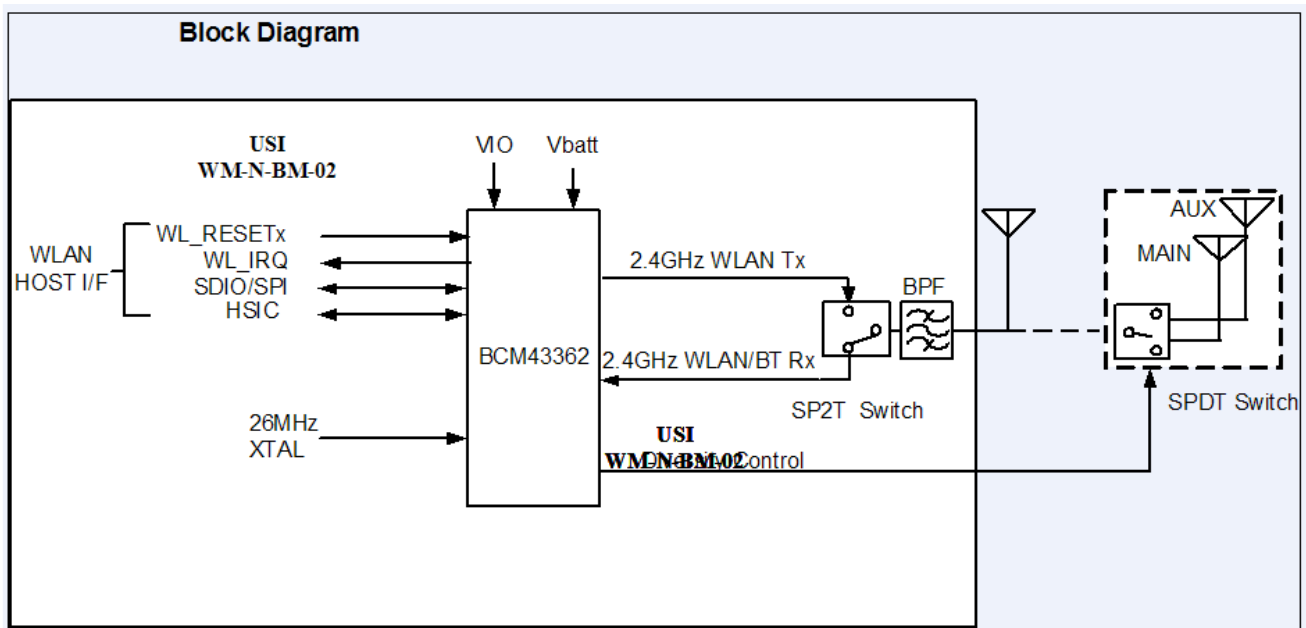 Block Diagram
USI
WM-N-BM-02
VIO
Vbatt
WLAN
HOST I/F
WL_RESETx
WL_IRQ
SDIO/SPI
HSIC
26MHz
XTAL
BCM43362
2.4GHz WLAN Tx
2.4GHz WLAN/BT Rx
BPF
SP2T Switch
USI
WM-N-BM-02
Control
AUX
MAIN
SPDT Switch